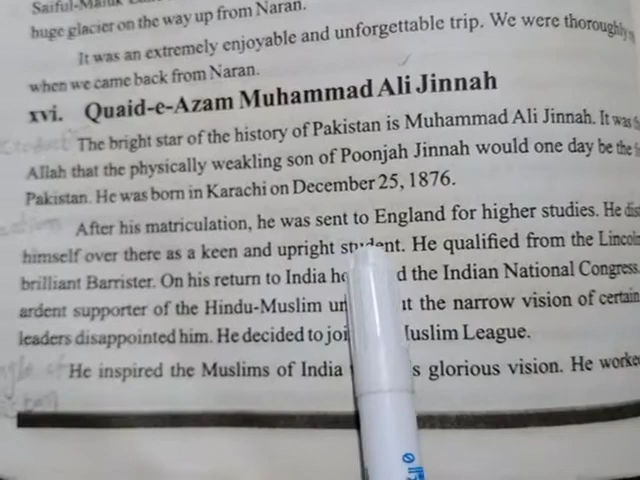 huge glacier on the way up from Naran.
It was an extremely enjoyable and unforgettable trip. We were thoroughly
when we came back from Naran.
xvi. Quaid-e-Azam Muhammad Ali Jinnah
The bright star of the history of Pakistan is Muhammad Ali Jinnah. It was
Allah that the physically weakling son of Poonjah Jinnah would one day be the
Pakistan. He was born in Karachi on December 25, 1876.
After his matriculation, he was sent to England for higher studies. He
himself over there as a keen and upright student. He qualified from the
brilliant Barrister. On his return to India the Indian National Congress
ardent supporter of the Hindu-Muslim the narrow vision of certain
leaders disappointed him. He decided to League.
He inspired the Muslims of India glorious vision. He